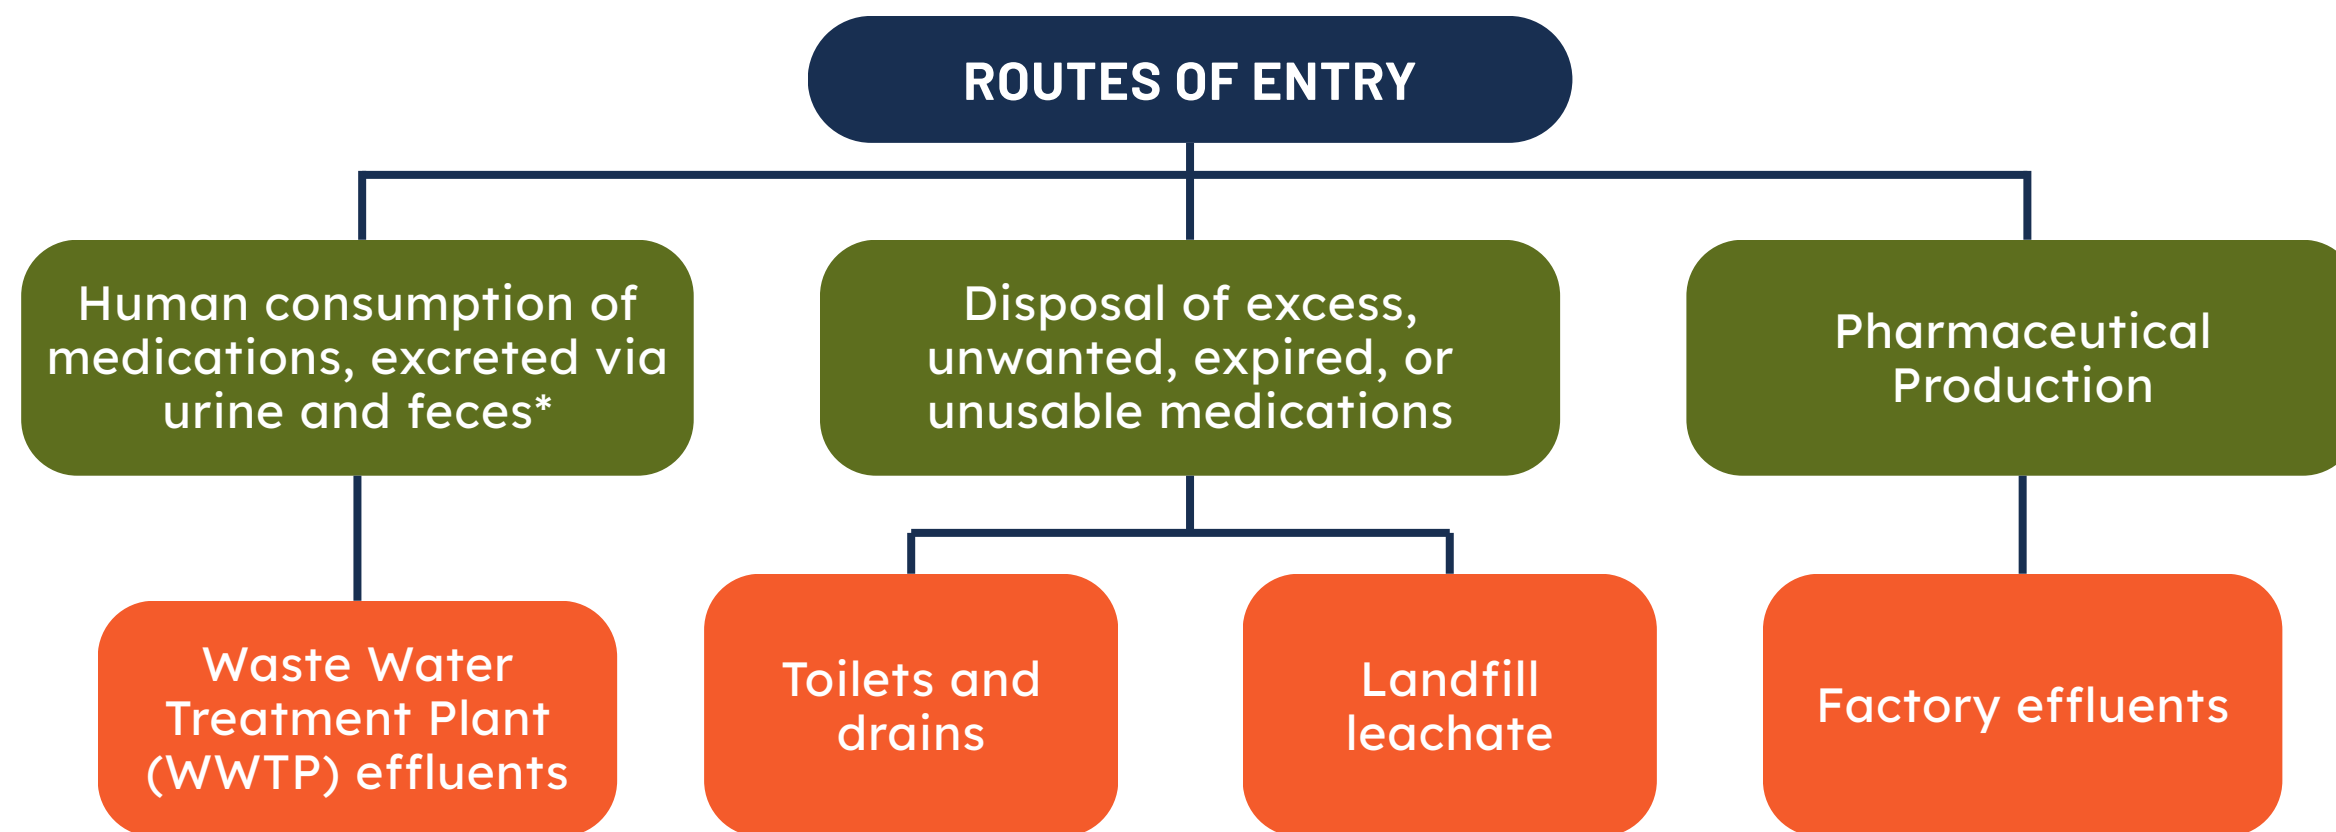 ROUTES OF ENTRY
Human consumption of
medications, excreted via
urine and feces*
Disposal of excess,
unwanted, expired, or
unusable medications
Pharmaceutical
Production
Waste Water
Treatment Plant
(WWTP) effluents
Toilets and
drains
Landfill
leachate
Factory effluents